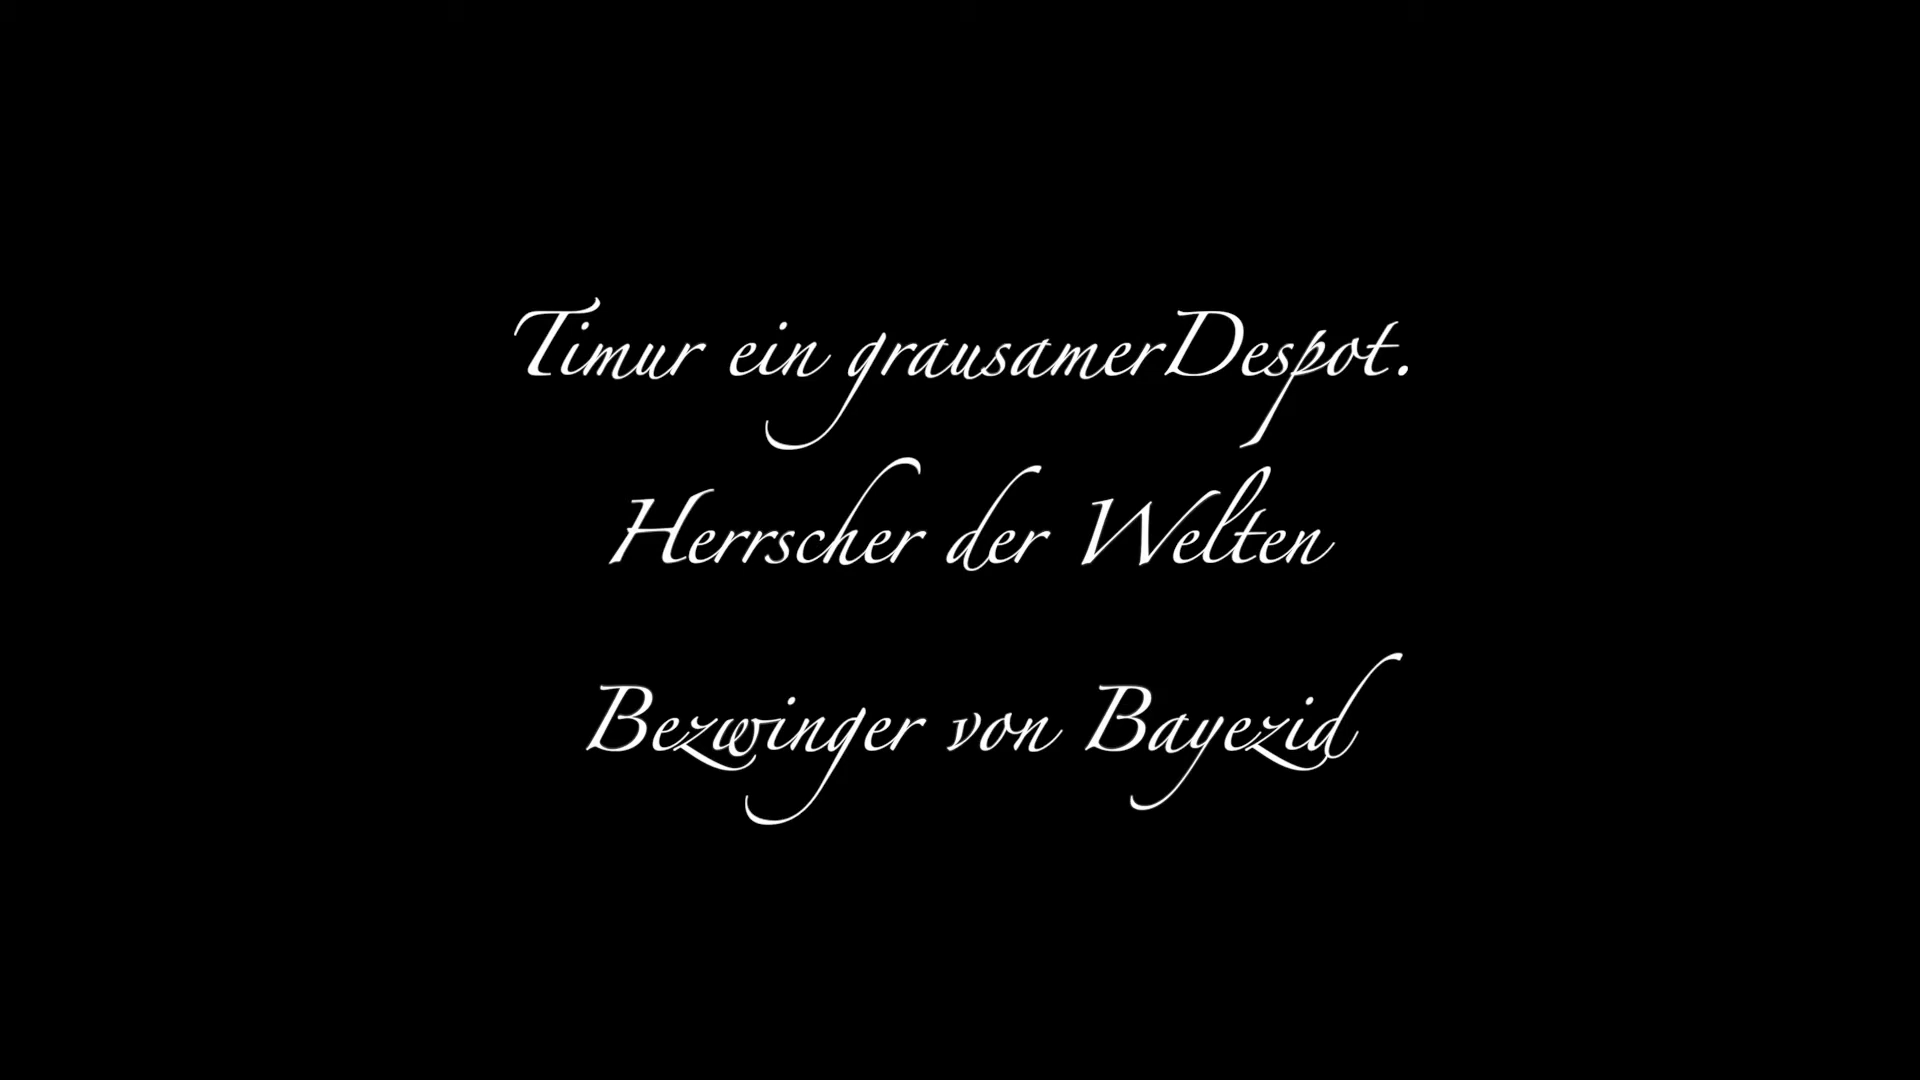 Timur ein grausamerDespot.
Herrscher der Welten
Bezwinger von Bayezid